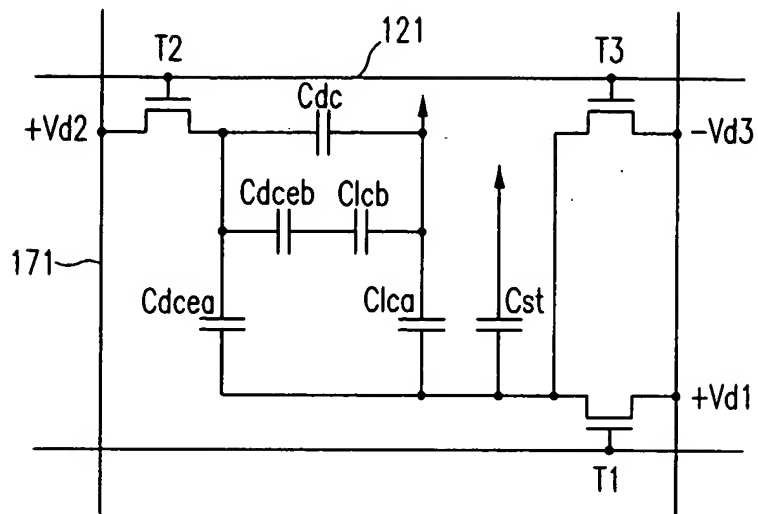 T2
121
T3
Cdc
+Vd2
-Vd3
Cdceb
Clcb
171
Cdcea
Clca
Cst
+Vd1
T1